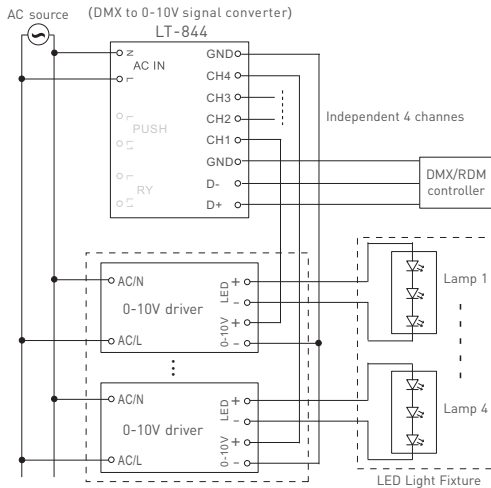 AC source
(DMX to 0-10V signal converter)
LT-844
N
AC IN
L
L
PUSH
L1
L
RY
L1
GND
CH4
CH3
CH2
CH1
GND
D-
D+
Independent 4 channes
DMX/RDM
controller
AC/N
0-10V driver
AC/L
LED
+
−
0-10V
+
−
Lamp 1
AC/N
0-10V driver
AC/L
LED
+
−
0-10V
+
−
Lamp 4
LED Light Fixture